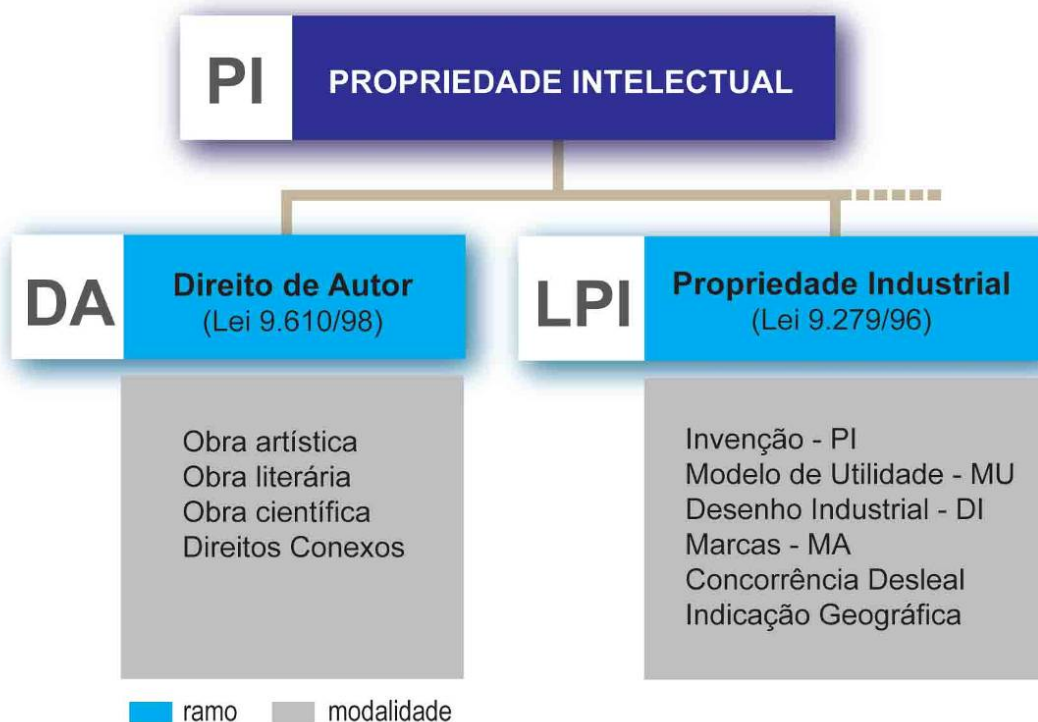 PI
PROPRIEDADE INTELECTUAL
DA
Direito de Autor
(Lei 9.610/98)
Obra artística
Obra literária
Obra científica
Direitos Conexos
LPI
Propriedade Industrial
(Lei 9.279/96)
Invenção - PI
Modelo de Utilidade - MU
Desenho Industrial - DI
Marcas - MA
Concorrência Desleal
Indicação Geográfica
ramo
modalidade